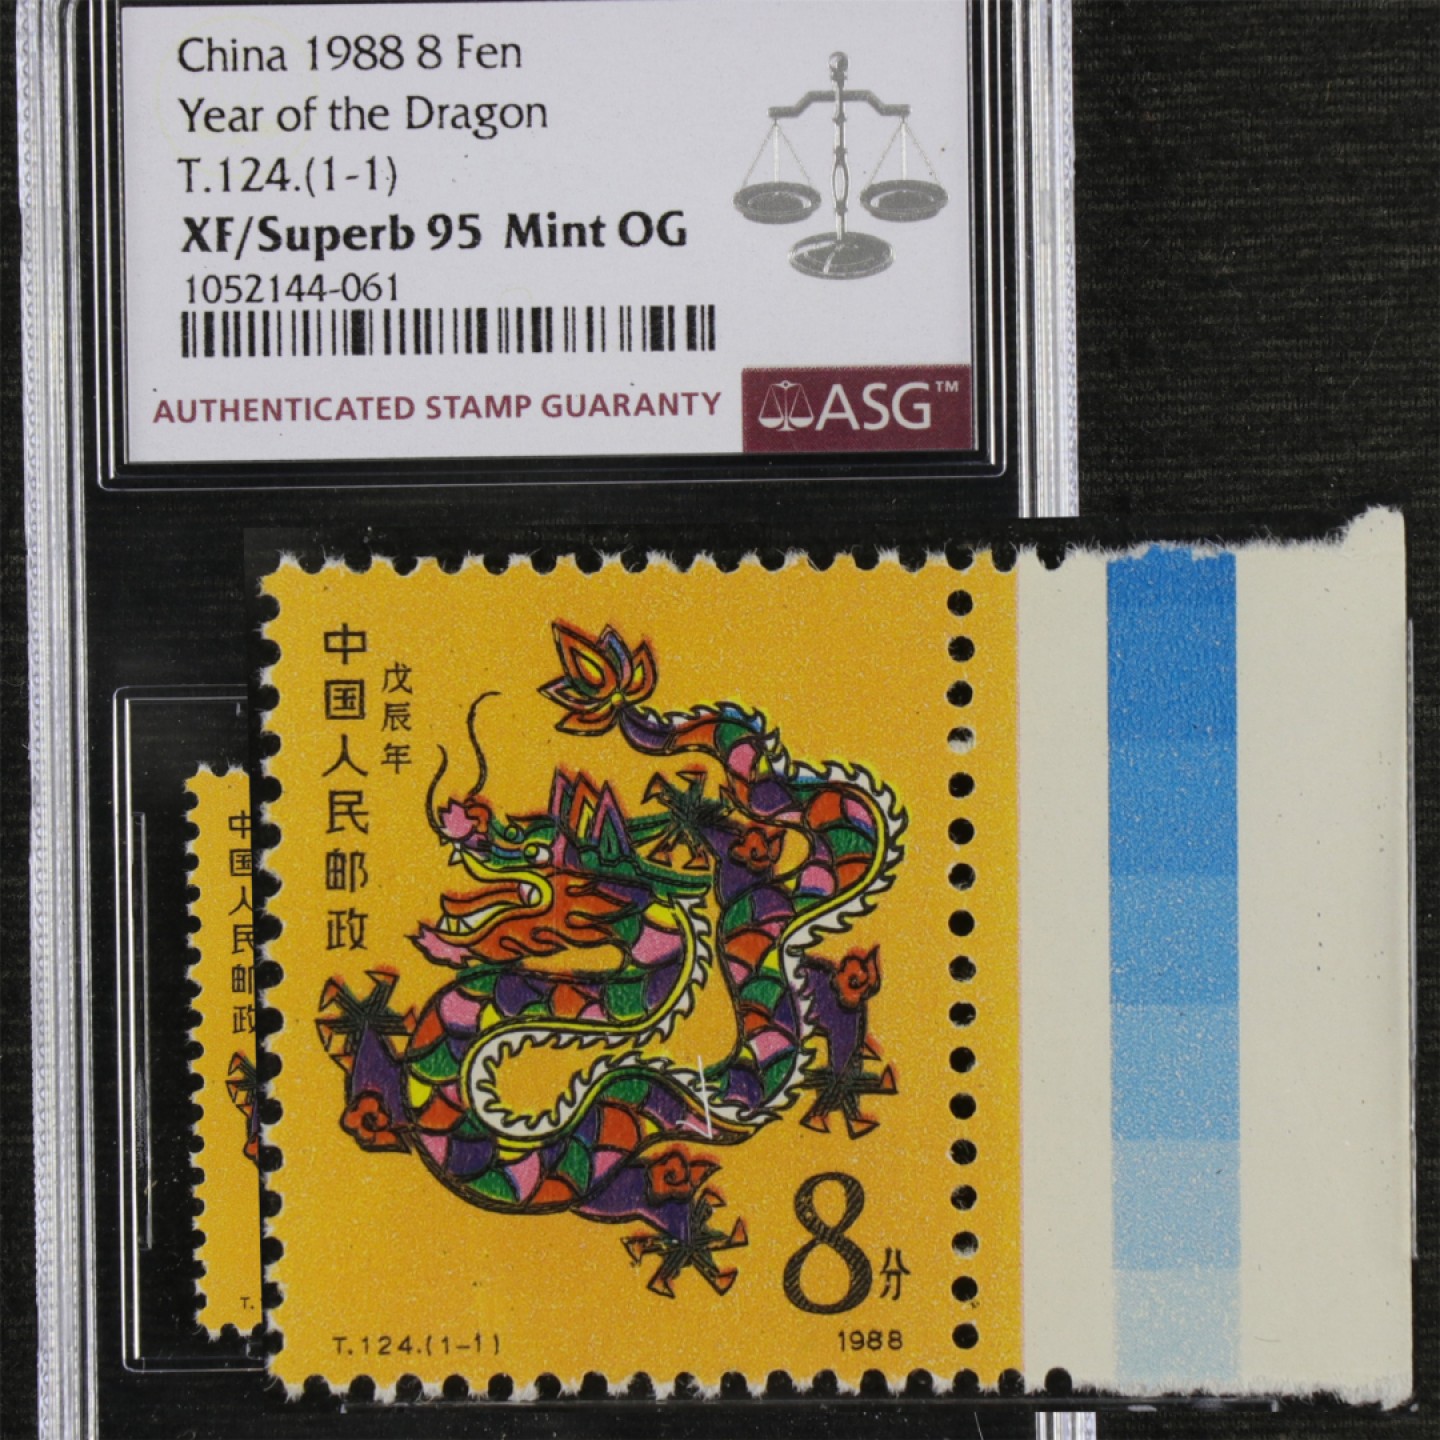 China 1988 8 Fen
Year of the Dragon
T.124.(1-1)
XF/Superb 95 Mint OG
1052144-061
AUTHENTICATED STAMP GUARANTY
ASG™
中国人民邮政
戊辰年
8分
T.124.(1-1)
1988
中国人民邮政
T.